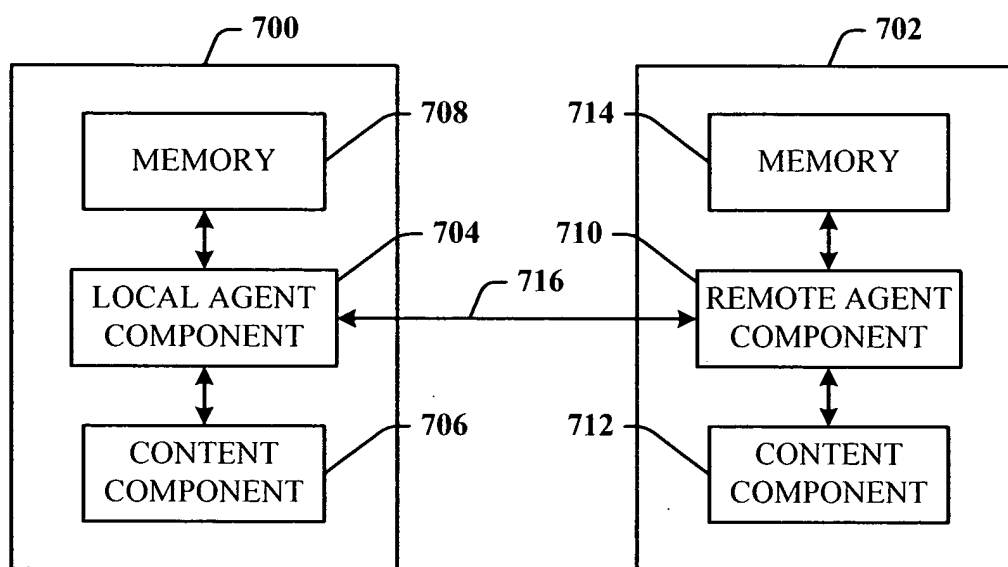 700
702
708
MEMORY
714
MEMORY
704
LOCAL AGENT
COMPONENT
716
710
REMOTE AGENT
COMPONENT
706
CONTENT
COMPONENT
712
CONTENT
COMPONENT